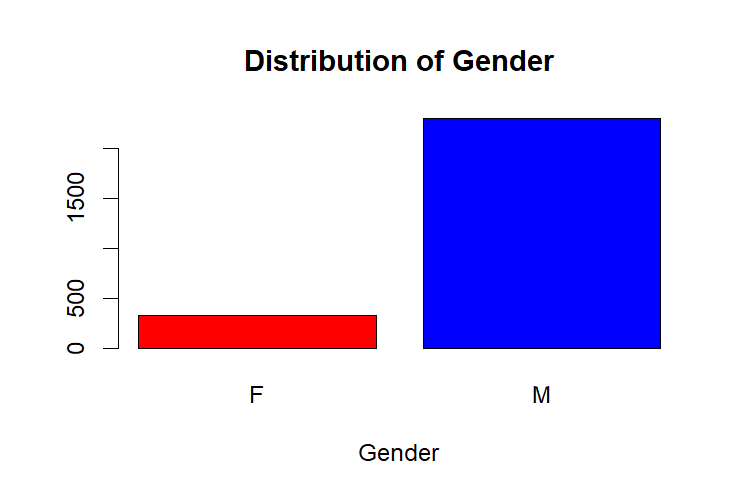 Distribution of Gender
1500
500
0
F M
Gender